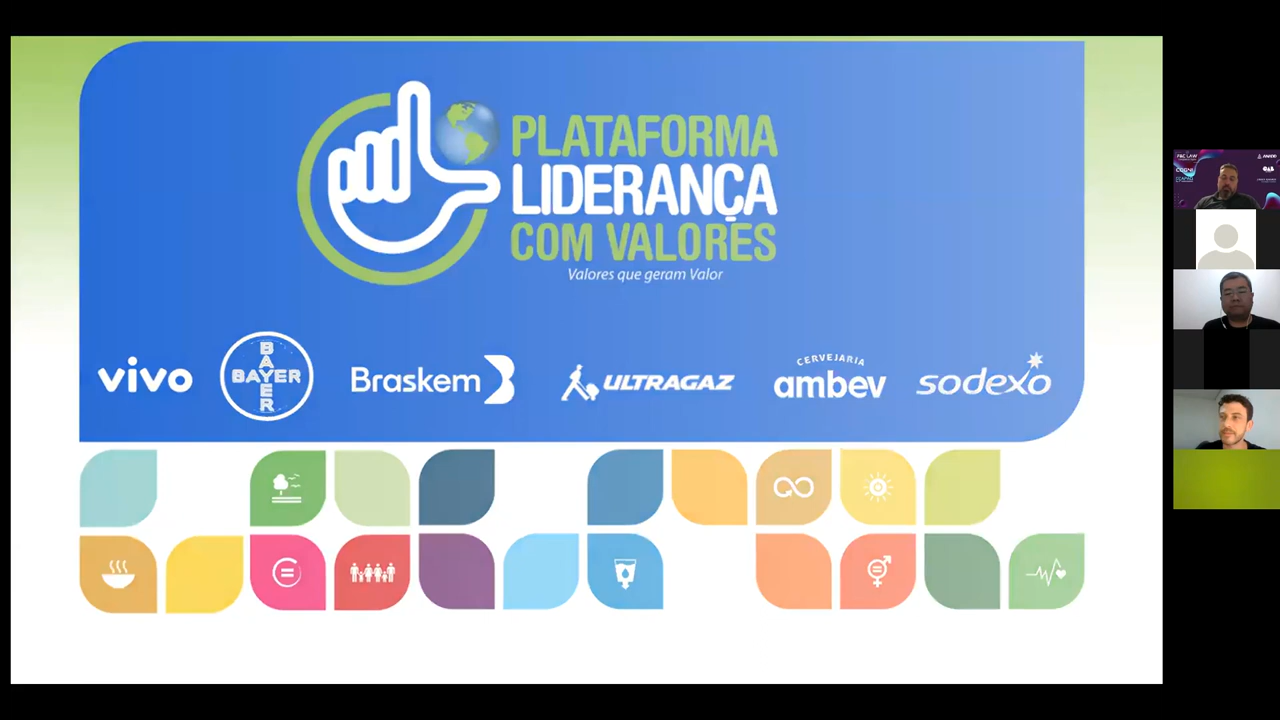 PLATAFORMA
LIDERANÇA
COM VALORES
Valores que geram Valor
vivo
BAYER
BAYER
Braskem
ULTRAGAZ
CERVEJARIA
ambev
sodexo